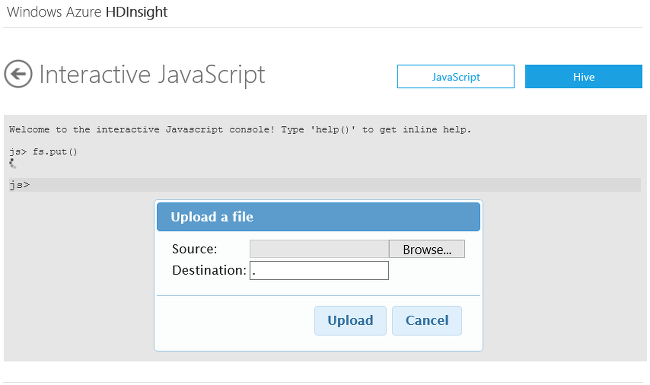 Windows Azure HDInsight
Interactive JavaScript
JavaScript
Hive
Welcome to the interactive Javascript console! Type 'help()' to get inline help.
js> fs.put()
js>
Upload a file
Source:
Browse...
Destination: .
Upload
Cancel